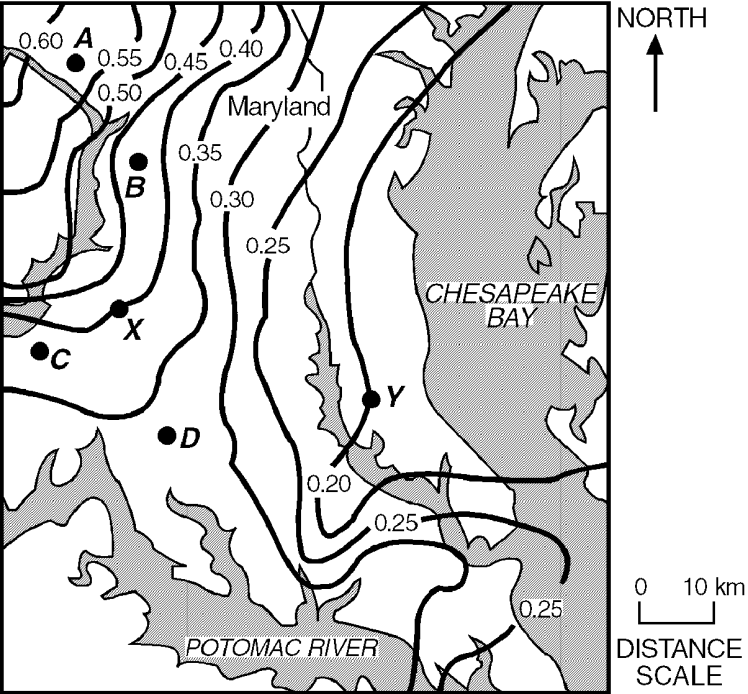 NORTH
0.60
A
0.55
0.45
0.40
0.50
Maryland
0.35
B
0.30
0.25
CHESAPEAKE
BAY
X
C
Y
D
0.20
0.25
0.25
0 10 km
DISTANCE
SCALE
POTOMAC RIVER